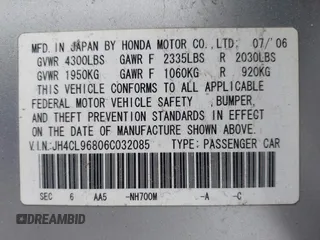 MFD. IN JAPAN BY HONDA MOTOR CO.,LTD: 07/06
GVWR 4300LBS GAWR F 2335LBS R 2030LBS
GVWR 1950KG GAWR F 1060KG R 920KG
THIS VEHICLE CONFORMS TO ALL APPLICABLE
FEDERAL MOTOR VEHICLE SAFETY ,BUMPER,
AND THEFT PREVENTION STANDARDS IN EFFECT
ON THE DATE OF MANUFACTURE SHOWN ABOVE.
V.I.N:JH4CL96806C032085 TYPE: PASSENGER CAR
SEC 6 AA5 -NH700M -A -C
DREAMBID